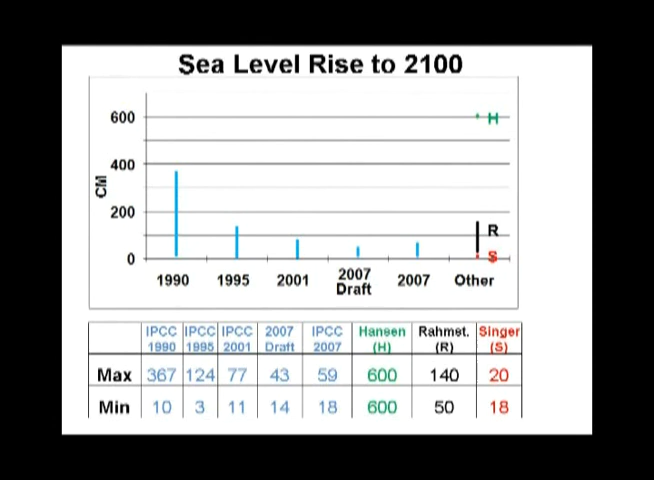 Sea Level Rise to 2100
600
400
200
0
CM
H
R
S
1990 1995 2001 2007 Draft 2007 Other
IPCC 1990 IPCC 1995 IPCC 2001 2007 Draft IPCC 2007 Hansen (H) Rahmst. (R) Singer (S)
Max 367 124 77 43 59 600 140 20
Min 10 3 11 14 18 600 50 18